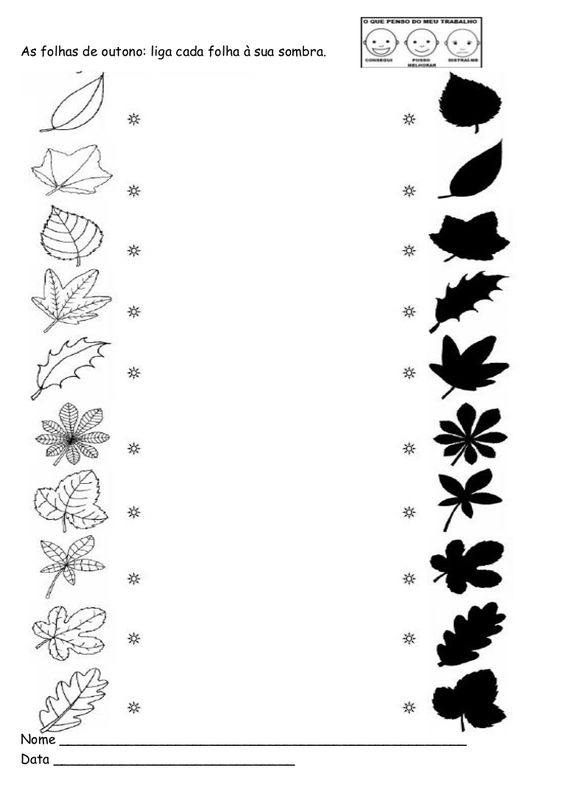 O QUE PENSO DO MEU TRABALHO
As folhas de outono: liga cada folha à sua sombra.
CONSEGUI POSSO MELHORAR DISTRAI-ME
Nome
Data